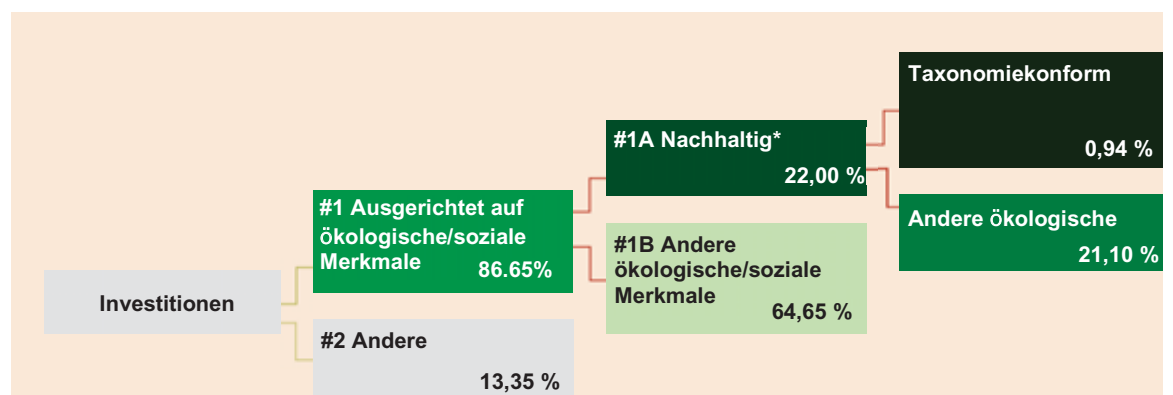 Taxonomiekonform
0,94 %
#1A Nachhaltig*
22,00 %
Andere ökologische
21,10 %
#1 Ausgerichtet auf
ökologische/soziale
Merkmale 86.65%
#1B Andere
ökologische/soziale
Merkmale 64,65 %
Investitionen
#2 Andere
13,35 %